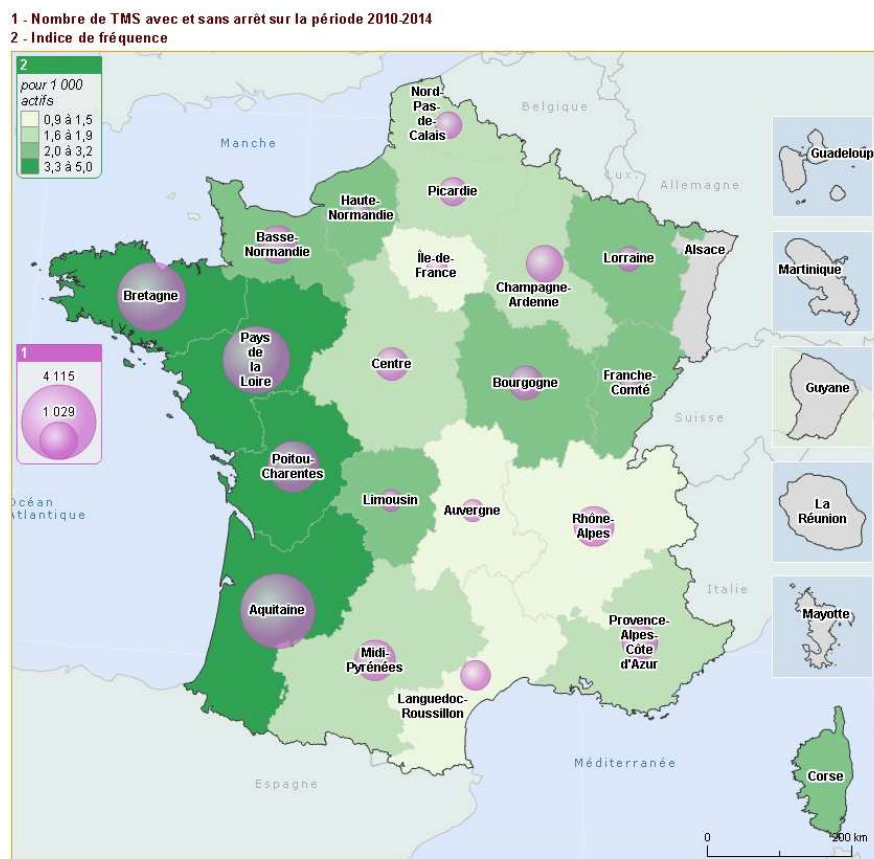 1 - Nombre de TMS avec et sans arrêt sur la période 2010-2014
2 - Indice de fréquence
2
pour 1 000
actifs
0,9 à 1,5
1,6 à 1,9
2,0 à 3,2
3,3 à 5,0
Manche
Belgique
Lux.
Allemagne
Nord-
Pas-
de-
Calais
Picardie
Haute-
Normandie
Basse-
Normandie
Île-de-
France
Champagne-
Ardenne
Lorraine
Alsace
Bretagne
Pays
de la
Loire
Centre
Bourgogne
Franche-
Comté
Suisse
1
4 115
1 029
Poitou-
Charentes
Limousin
Auvergne
Rhône-
Alpes
Océan
Atlantique
Italie
Aquitaine
Midi-
Pyrénées
Languedoc-
Roussillon
Provence-
Alpes-
Côte
d'Azur
Espagne
Méditerranée
Corse
Guadeloup
Martinique
Guyane
La
Réunion
Mayotte
0
200 km